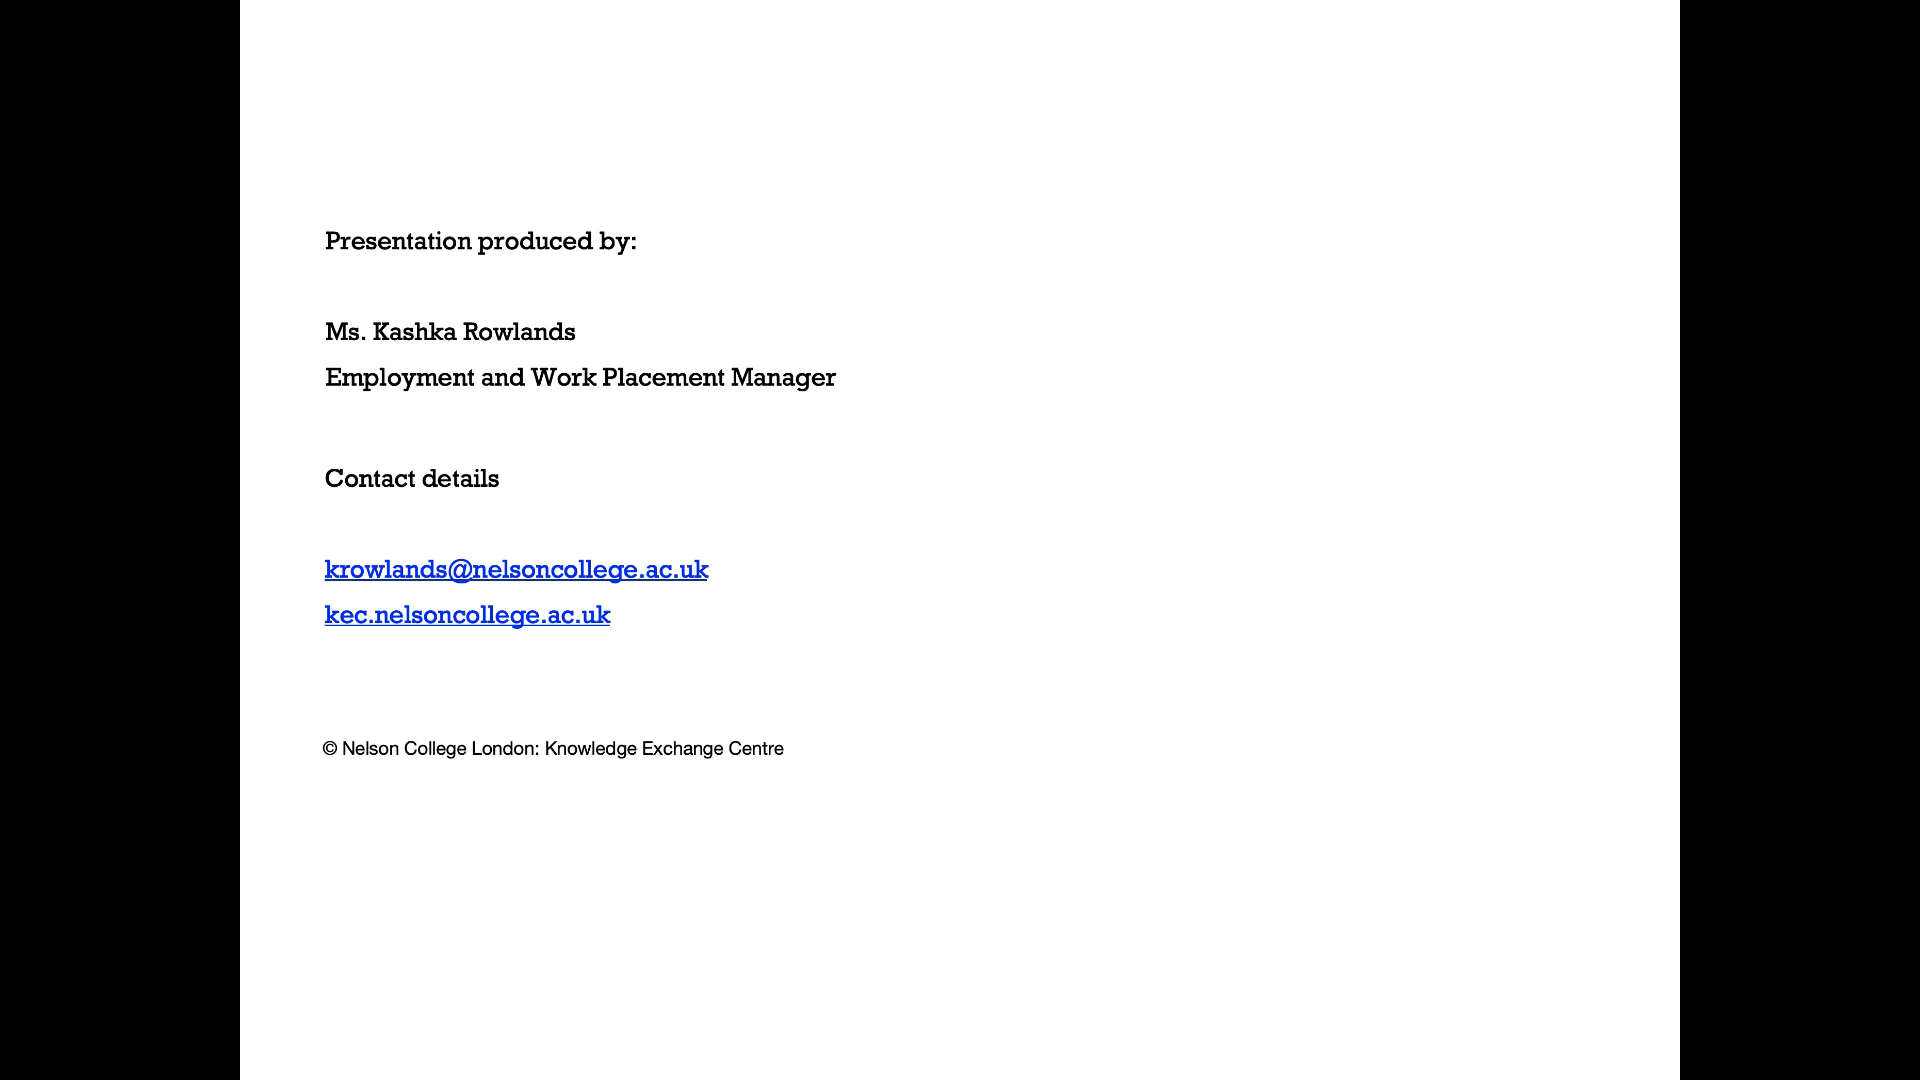 Presentation produced by:
Ms. Kashka Rowlands
Employment and Work Placement Manager
Contact details
krowlands@nelsoncollege.ac.uk
kec.nelsoncollege.ac.uk
© Nelson College London: Knowledge Exchange Centre